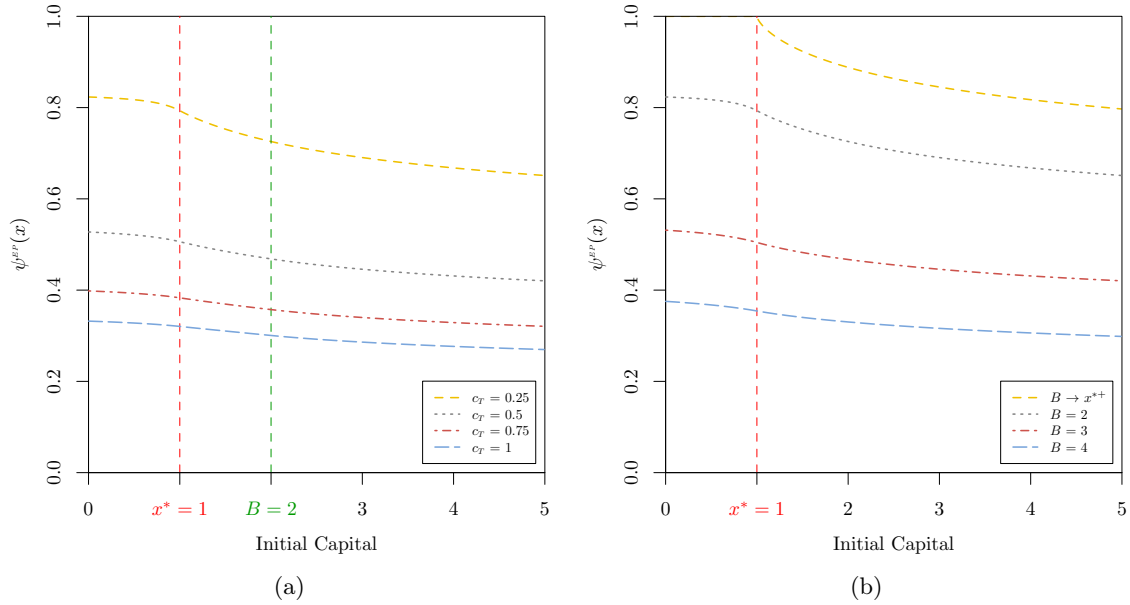 ψᴱᴾ(x)
1.0
0.8
0.6
0.4
0.2
0.0
c_T = 0.25
c_T = 0.5
c_T = 0.75
c_T = 1
0 x* = 1 B = 2 3 4 5
Initial Capital
(a)
ψᴱᴾ(x)
1.0
0.8
0.6
0.4
0.2
0.0
B → x*⁺
B = 2
B = 3
B = 4
0 x* = 1 2 3 4 5
Initial Capital
(b)